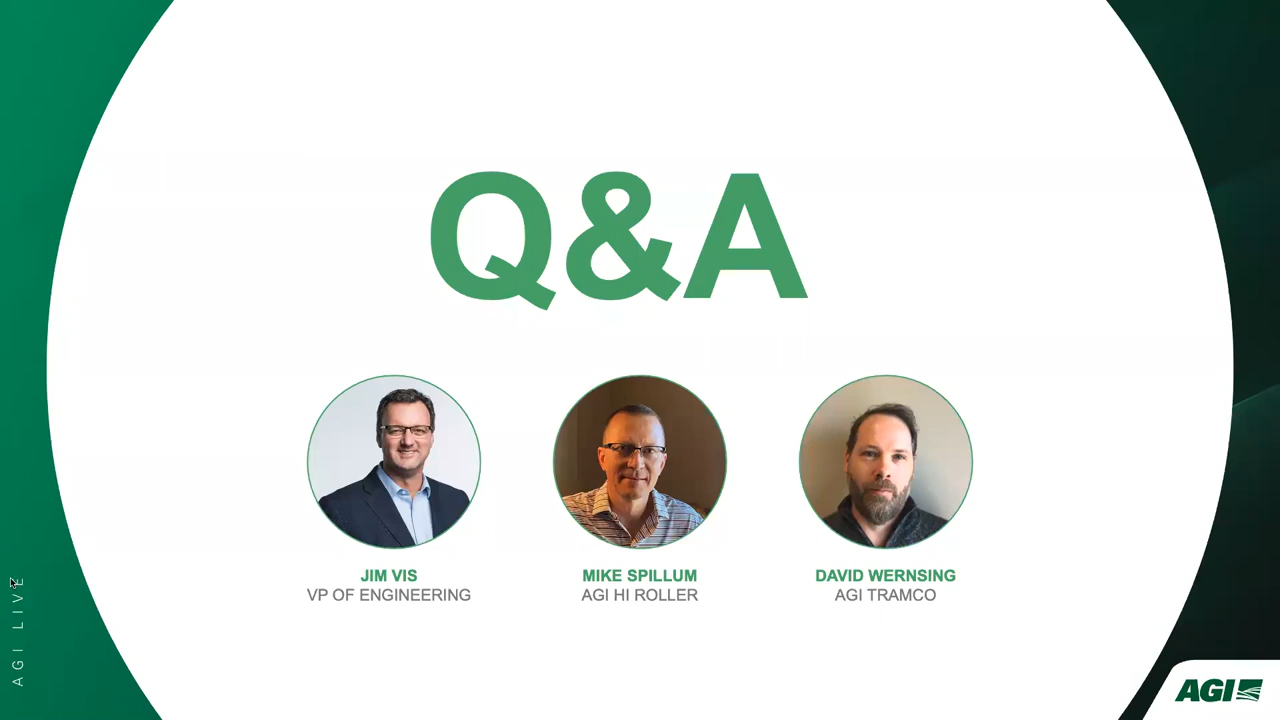 Q&A
JIM VIS
VP OF ENGINEERING
MIKE SPILLUM
AGI HI ROLLER
DAVID WERNSING
AGI TRAMCO
AGI LIVE
AGI